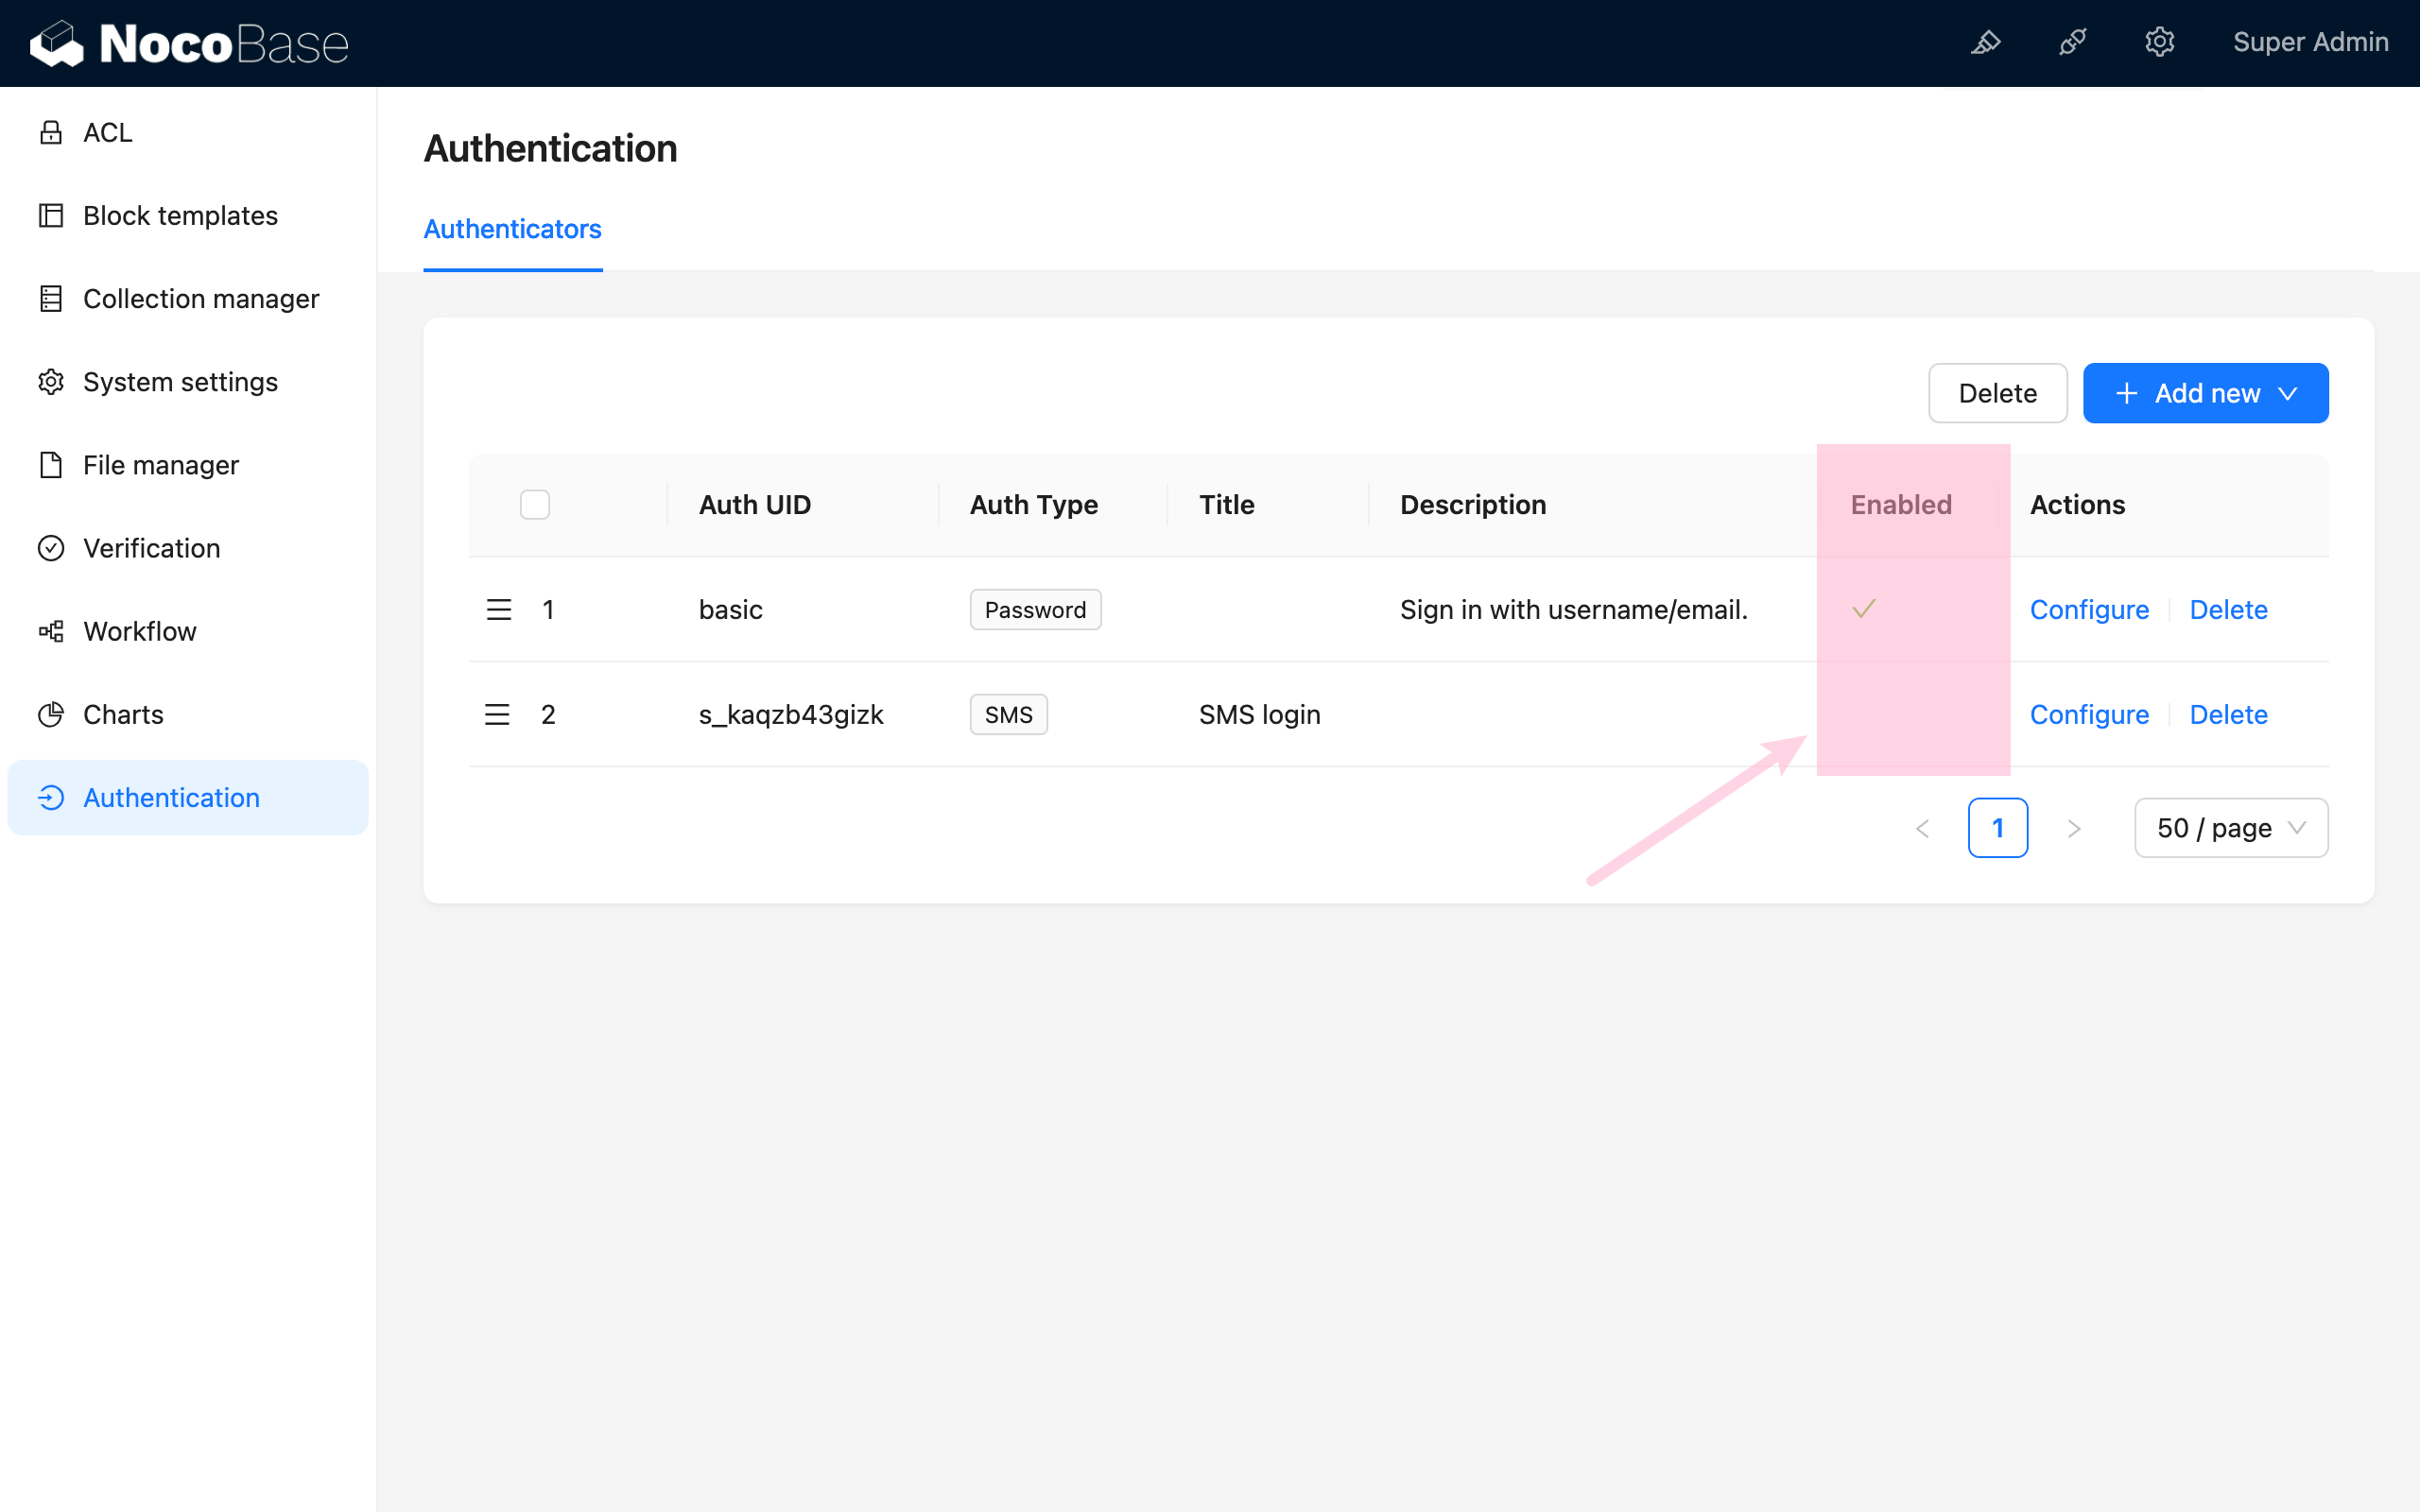 NocoBase
Super Admin
ACL
Block templates
Collection manager
System settings
File manager
Verification
Workflow
Charts
Authentication
Authentication
Authenticators
Delete
Add new
Auth UID Auth Type Title Description Enabled Actions
1 basic Password Sign in with username/email. Configure Delete
2 s_kaqzb43gizk SMS SMS login Configure Delete
1
50 / page